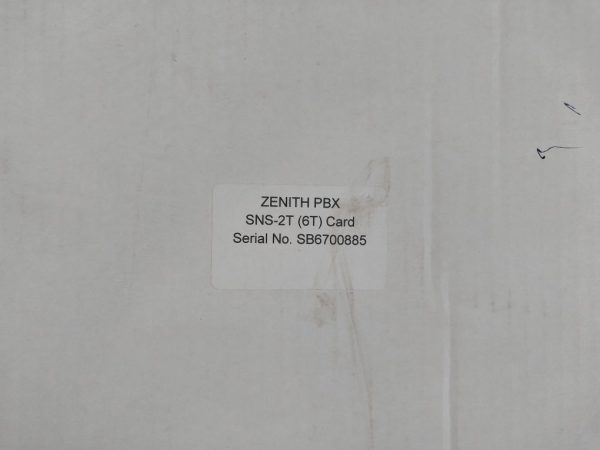 ZENITH PBX
SNS-2T (6T) Card
Serial No. SB6700885